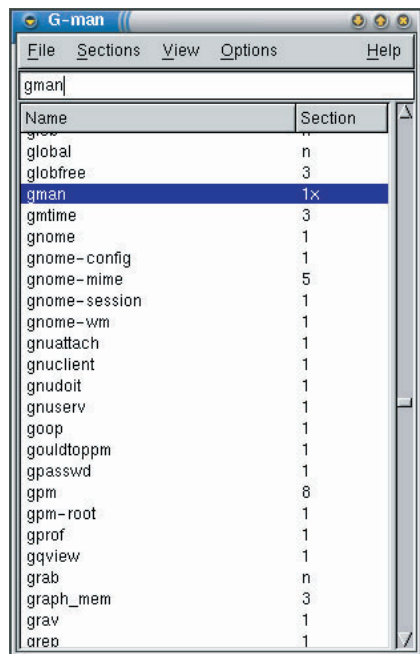 G-man
File Sections View Options Help
gman
Name Section
glob n
global n
globfree 3
gman 1x
gmtime 3
gnome 1
gnome-config 1
gnome-mime 5
gnome-session 1
gnome-wm 1
gnuattach 1
gnuclient 1
gnudoit 1
gnuserv 1
goop 1
gouldtoppm 1
gpasswd 1
gpm 8
gpm-root 1
gprof 1
gqview 1
grab n
graph_mem 3
grav 1
grep 1